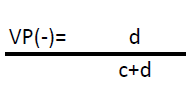 VP(-)= d
c+d